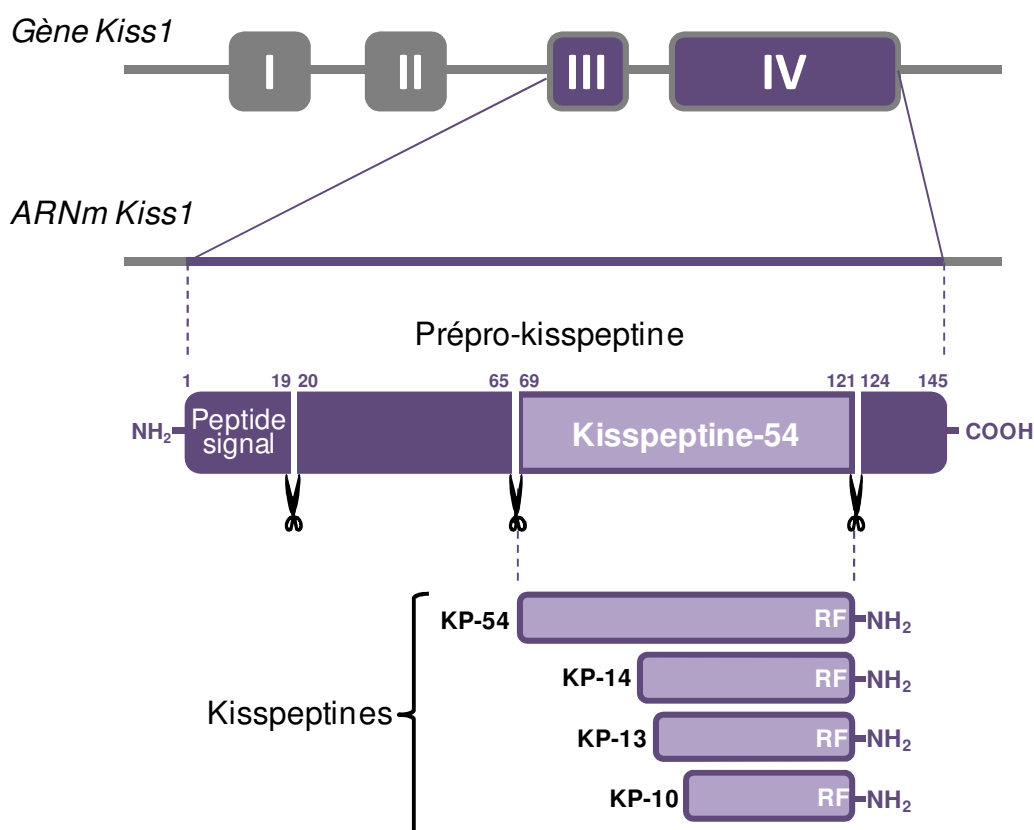 Gène Kiss1
I II III IV
ARNm Kiss1
Prépro-kisspeptine
1 19 20 65 69 121 124 145
NH2 Peptide signal Kisspeptine-54 COOH
KP-54 RF NH2
KP-14 RF NH2
Kisspeptines
KP-13 RF NH2
KP-10 RF NH2